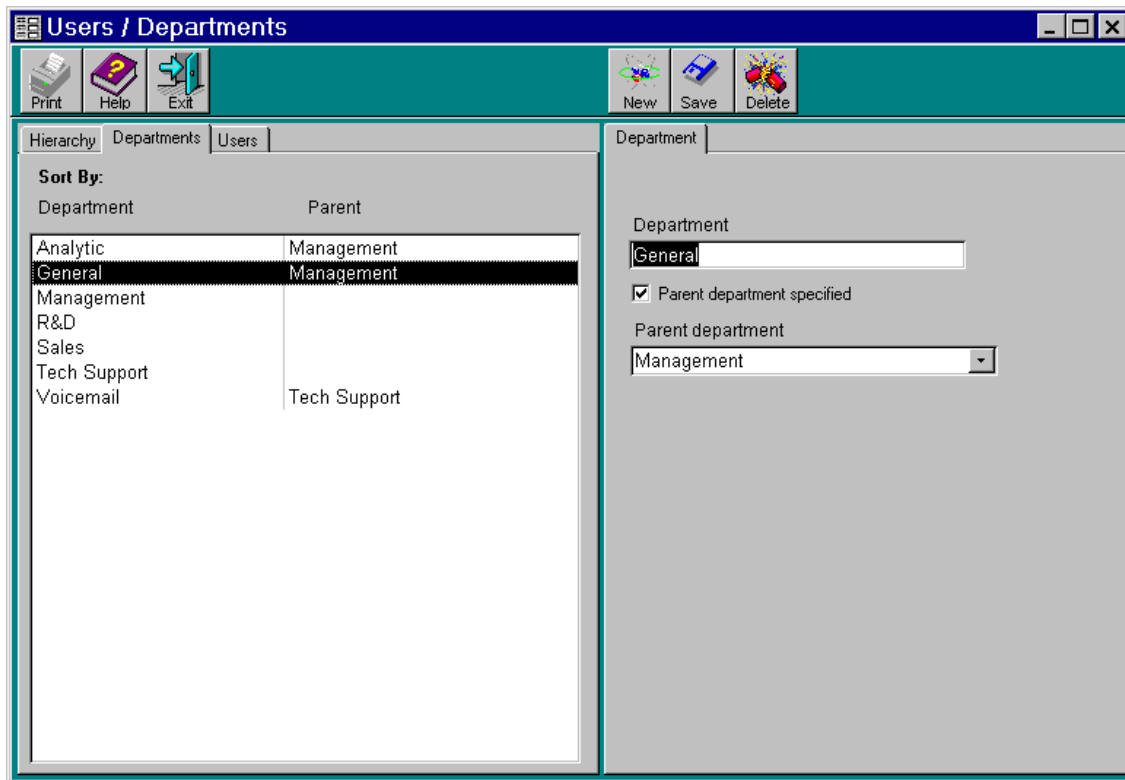 Users / Departments
Print Help Exit New Save Delete
Hierarchy Departments Users
Sort By:
Department Parent
Analytic Management
General Management
Management
R&D
Sales
Tech Support
Voicemail Tech Support
Department
Department
General
Parent department specified
Parent department
Management